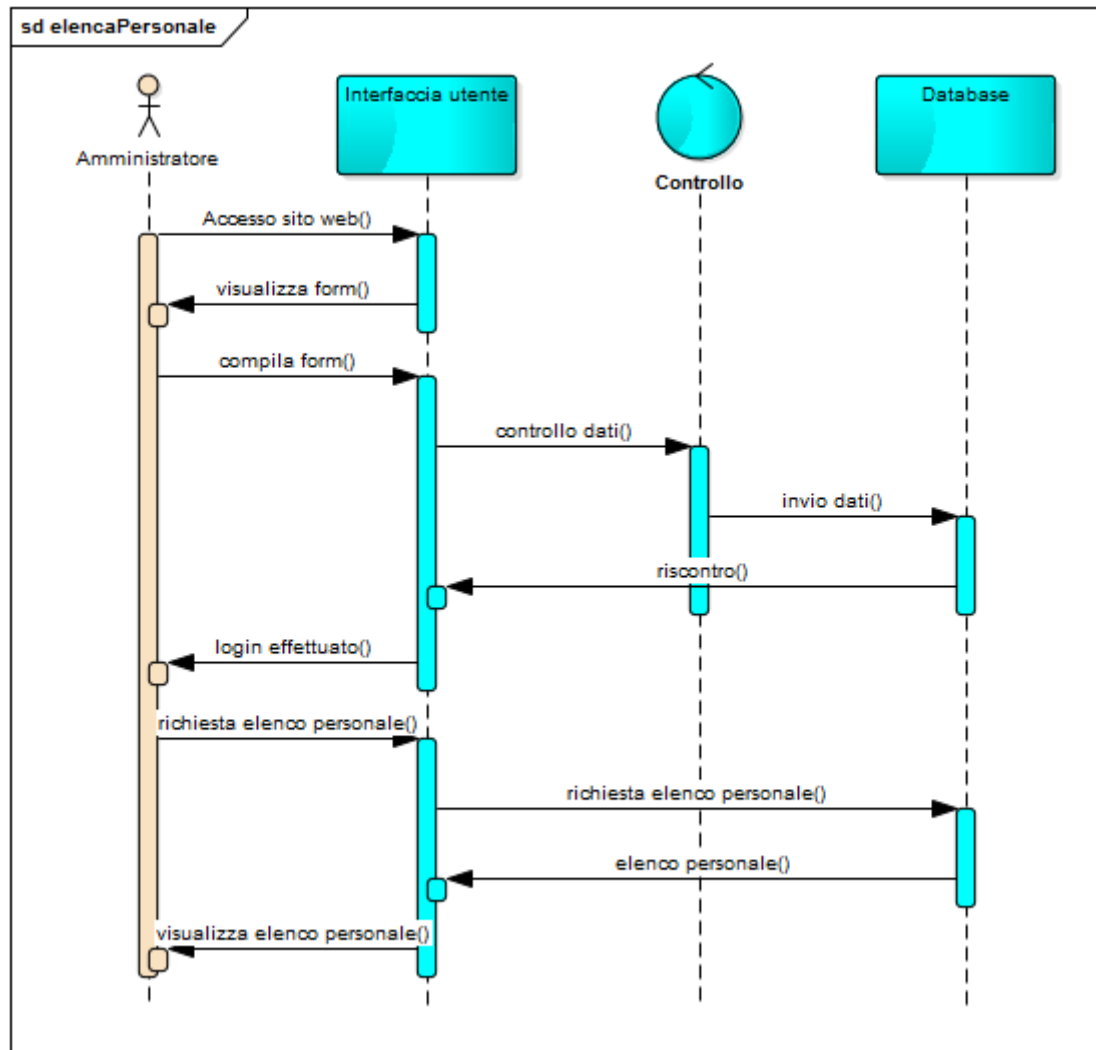 sd elencaPersonale
Interfaccia utente
Database
Amministratore
Controllo
Accesso sito web()
visualizza form()
compila form()
controllo dati()
invio dati()
riscontro()
login effettuato()
richiesta elenco personale()
richiesta elenco personale()
elenco personale()
visualizza elenco personale()